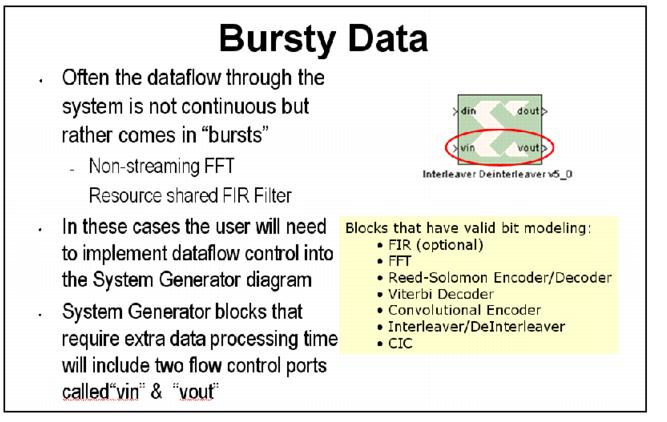 Bursty Data
• Often the dataflow through the
system is not continuous but
rather comes in “bursts”
- Non-streaming FFT
Resource shared FIR Filter
• In these cases the user will need
to implement dataflow control into
the System Generator diagram
• System Generator blocks that
require extra data processing time
will include two flow control ports
called“vin” & “vout”
din dout
vin vout
Interleaver Deinterleaver v5_0
Blocks that have valid bit modeling:
• FIR (optional)
• FFT
• Reed-Solomon Encoder/Decoder
• Viterbi Decoder
• Convolutional Encoder
• Interleaver/DeInterleaver
• CIC